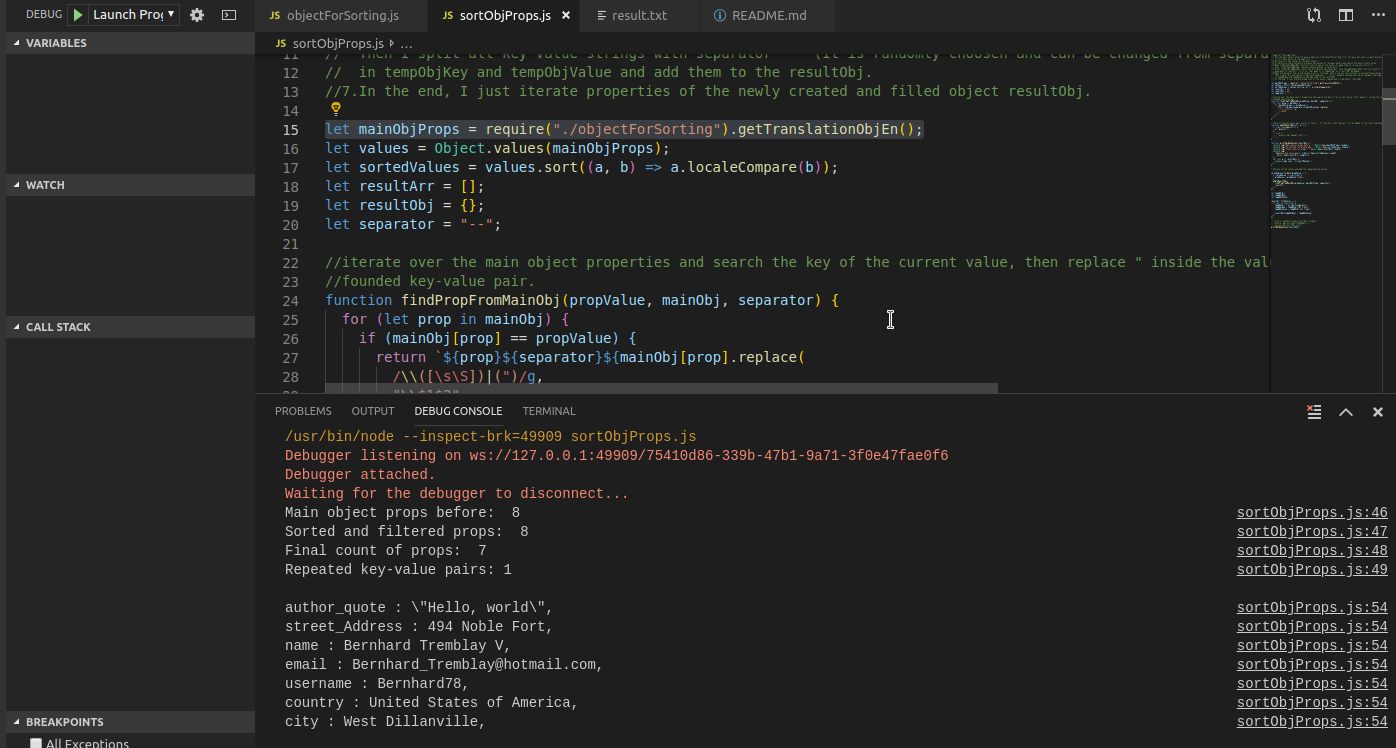 DEBUG Launch Prog
objectForSorting.js
JS sortObjProps.js
result.txt
README.md
VARIABLES
WATCH
CALL STACK
BREAKPOINTS
All Exceptions
JS sortObjProps.js › …
11 // Then I split all key value strings with separator (it is randomly choosen and can be changed from
12 // in tempObjKey and tempObjValue and add them to the resultObj.
13 //7.In the end, I just iterate properties of the newly created and filled object resultObj.
14
15 let mainObjProps = require("./objectForSorting").getTranslationObjEn();
16 let values = Object.values(mainObjProps);
17 let sortedValues = values.sort((a, b) => a.localeCompare(b));
18 let resultArr = [];
19 let resultObj = {};
20 let separator = "--";
21
22 //iterate over the main object properties and search the key of the current value, then replace " inside the val
23 //founded key-value pair.
24 function findPropFromMainObj(propValue, mainObj, separator) {
25 for (let prop in mainObj) {
26 if (mainObj[prop] == propValue) {
27 return `${prop}${separator}${mainObj[prop].replace(
28 /\\([\s\S])|(")/g,
PROBLEMS OUTPUT DEBUG CONSOLE TERMINAL
/usr/bin/node --inspect-brk=49909 sortObjProps.js
Debugger listening on ws://127.0.0.1:49909/75410d86-339b-47b1-9a71-3f0e47fae0f6
Debugger attached.
Waiting for the debugger to disconnect...
Main object props before:  8 sortObjProps.js:46
Sorted and filtered props:  8 sortObjProps.js:47
Final count of props:  7 sortObjProps.js:48
Repeated key-value pairs: 1 sortObjProps.js:49
author_quote : \"Hello, world\", sortObjProps.js:54
street_Address : 494 Noble Fort, sortObjProps.js:54
name : Bernhard Tremblay V, sortObjProps.js:54
email : Bernhard_Tremblay@hotmail.com, sortObjProps.js:54
username : Bernhard78, sortObjProps.js:54
country : United States of America, sortObjProps.js:54
city : West Dillanville, sortObjProps.js:54